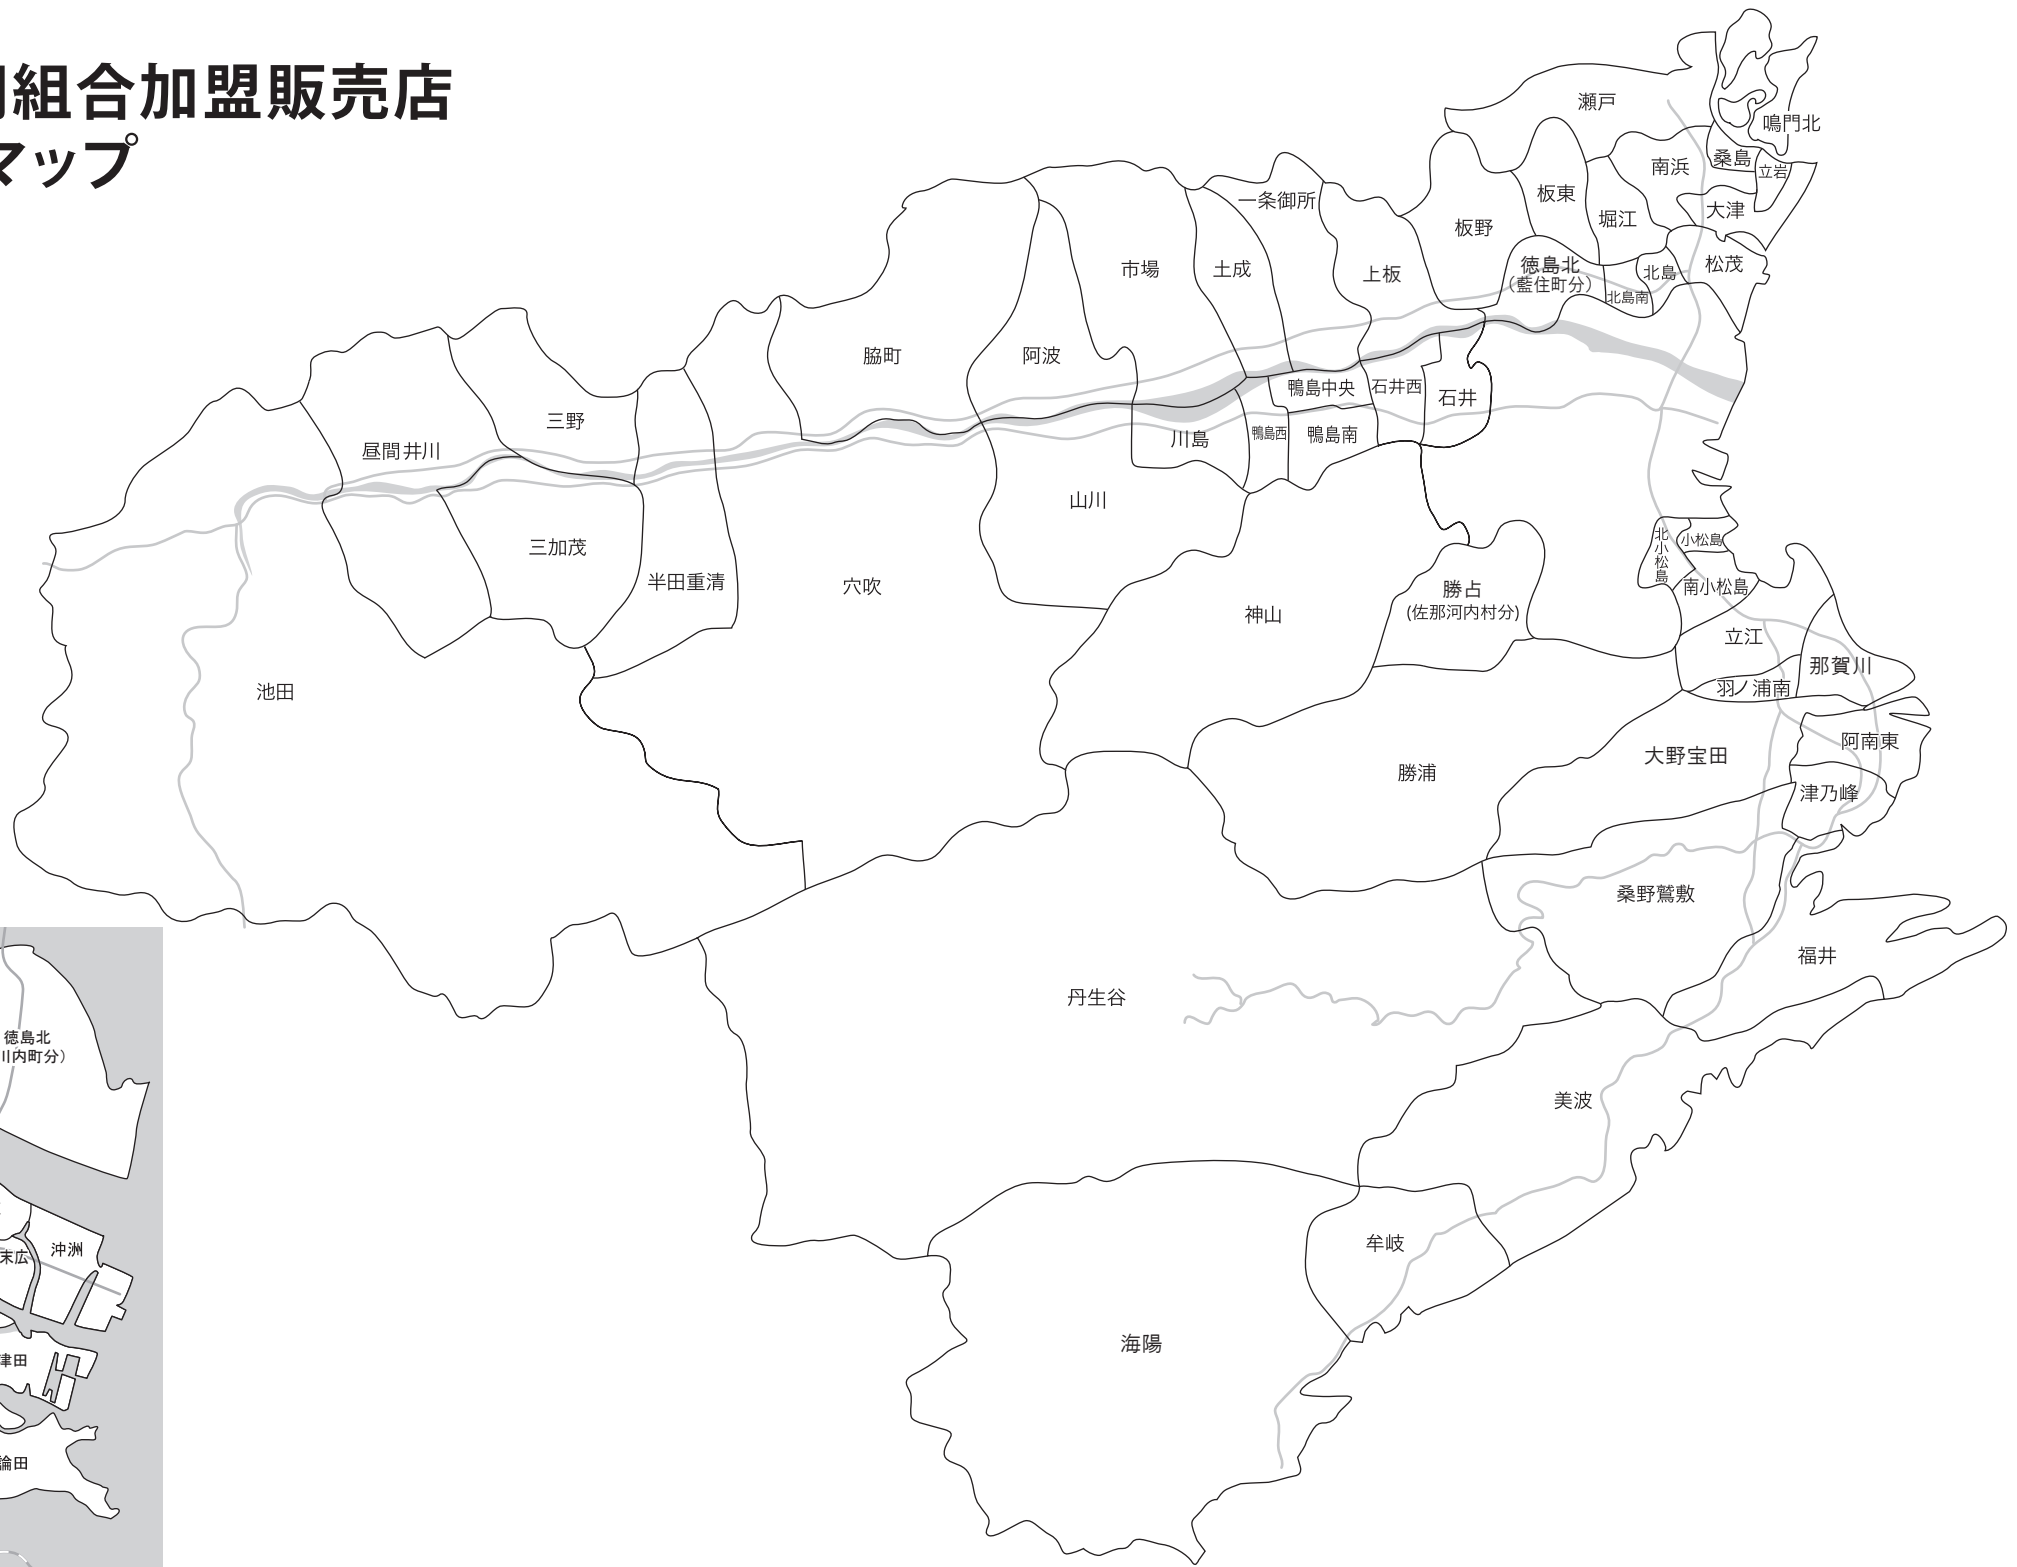 組合加盟販売店
マップ
瀬戸
鳴門北
桑島
南浜
立岩
板東
一条御所
大津
堀江
板野
松茂
徳島北
(藍住町分)
北島
市場
土成
上板
北島南
脇町
阿波
鴨島中央
石井西
石井
三野
昼間井川
川島
鴨島西
鴨島南
山川
北小松島
小松島
三加茂
半田重清
穴吹
勝占
(佐那河内村分)
南小松島
神山
立江
那賀川
池田
羽ノ浦南
阿南東
大野宝田
勝浦
津乃峰
桑野鷲敷
福井
丹生谷
徳島北
川内町分)
美波
沖洲
末広
牟岐
海陽
津田
論田